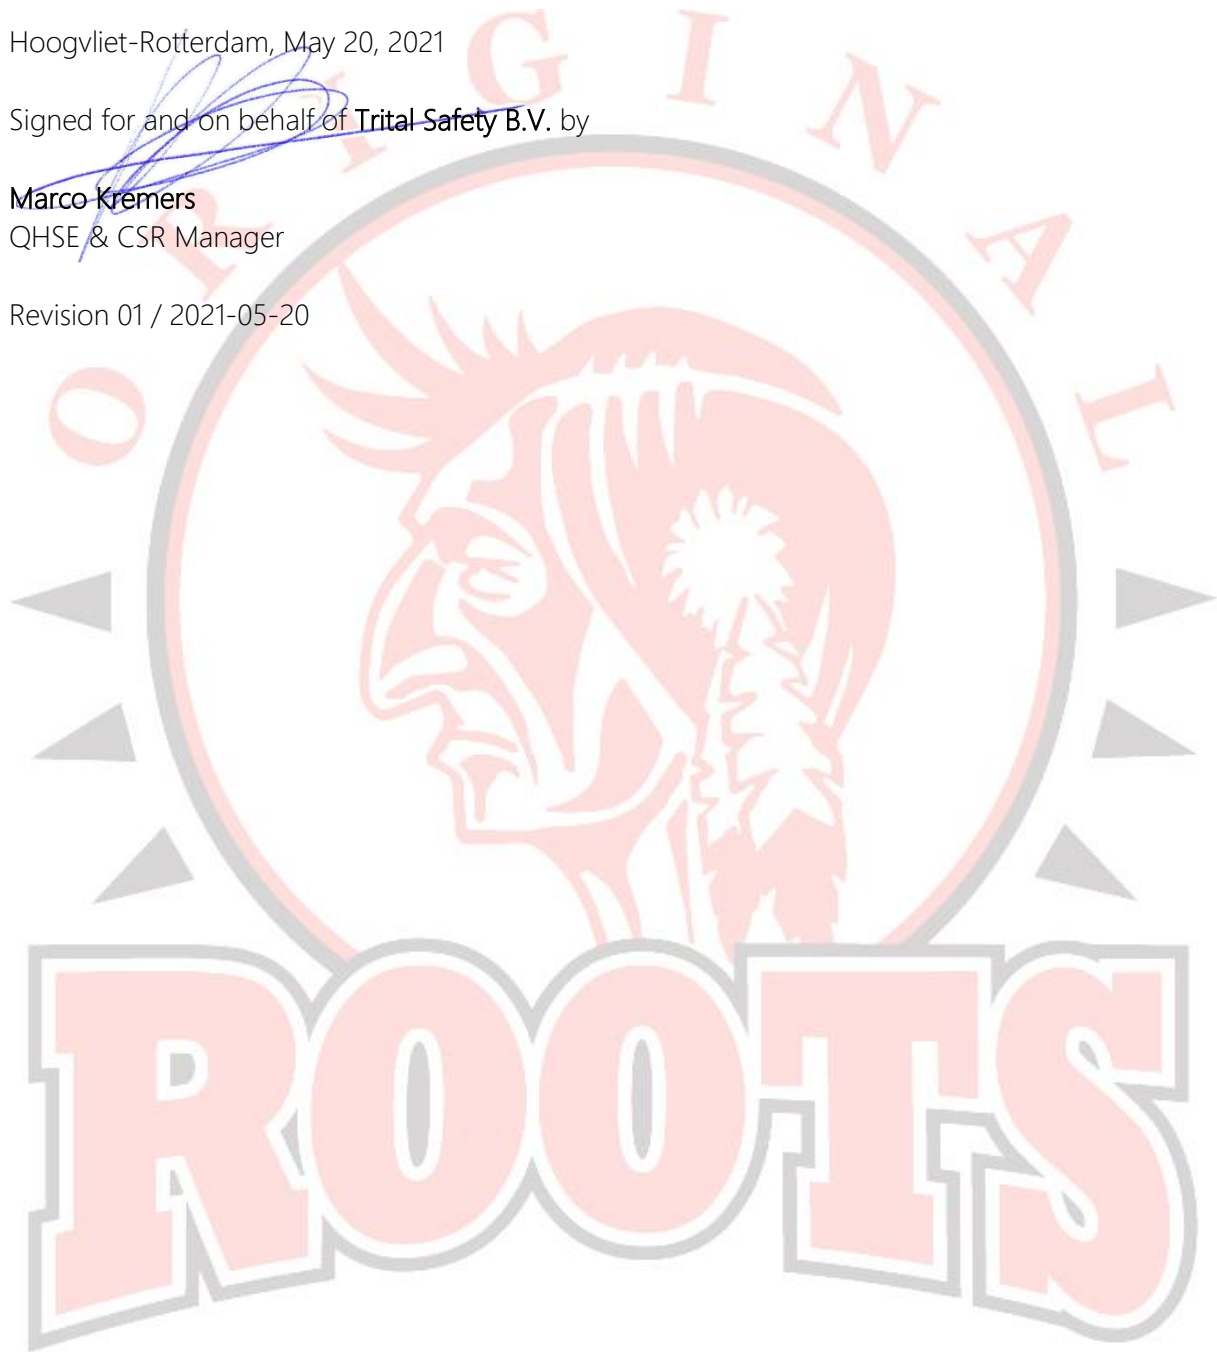 Hoogvliet-Rotterdam, May 20, 2021
Signed for and on behalf of Trital Safety B.V. by
Marco Kremers
QHSE & CSR Manager
Revision 01 / 2021-05-20
ORIGINAL
ROOTS